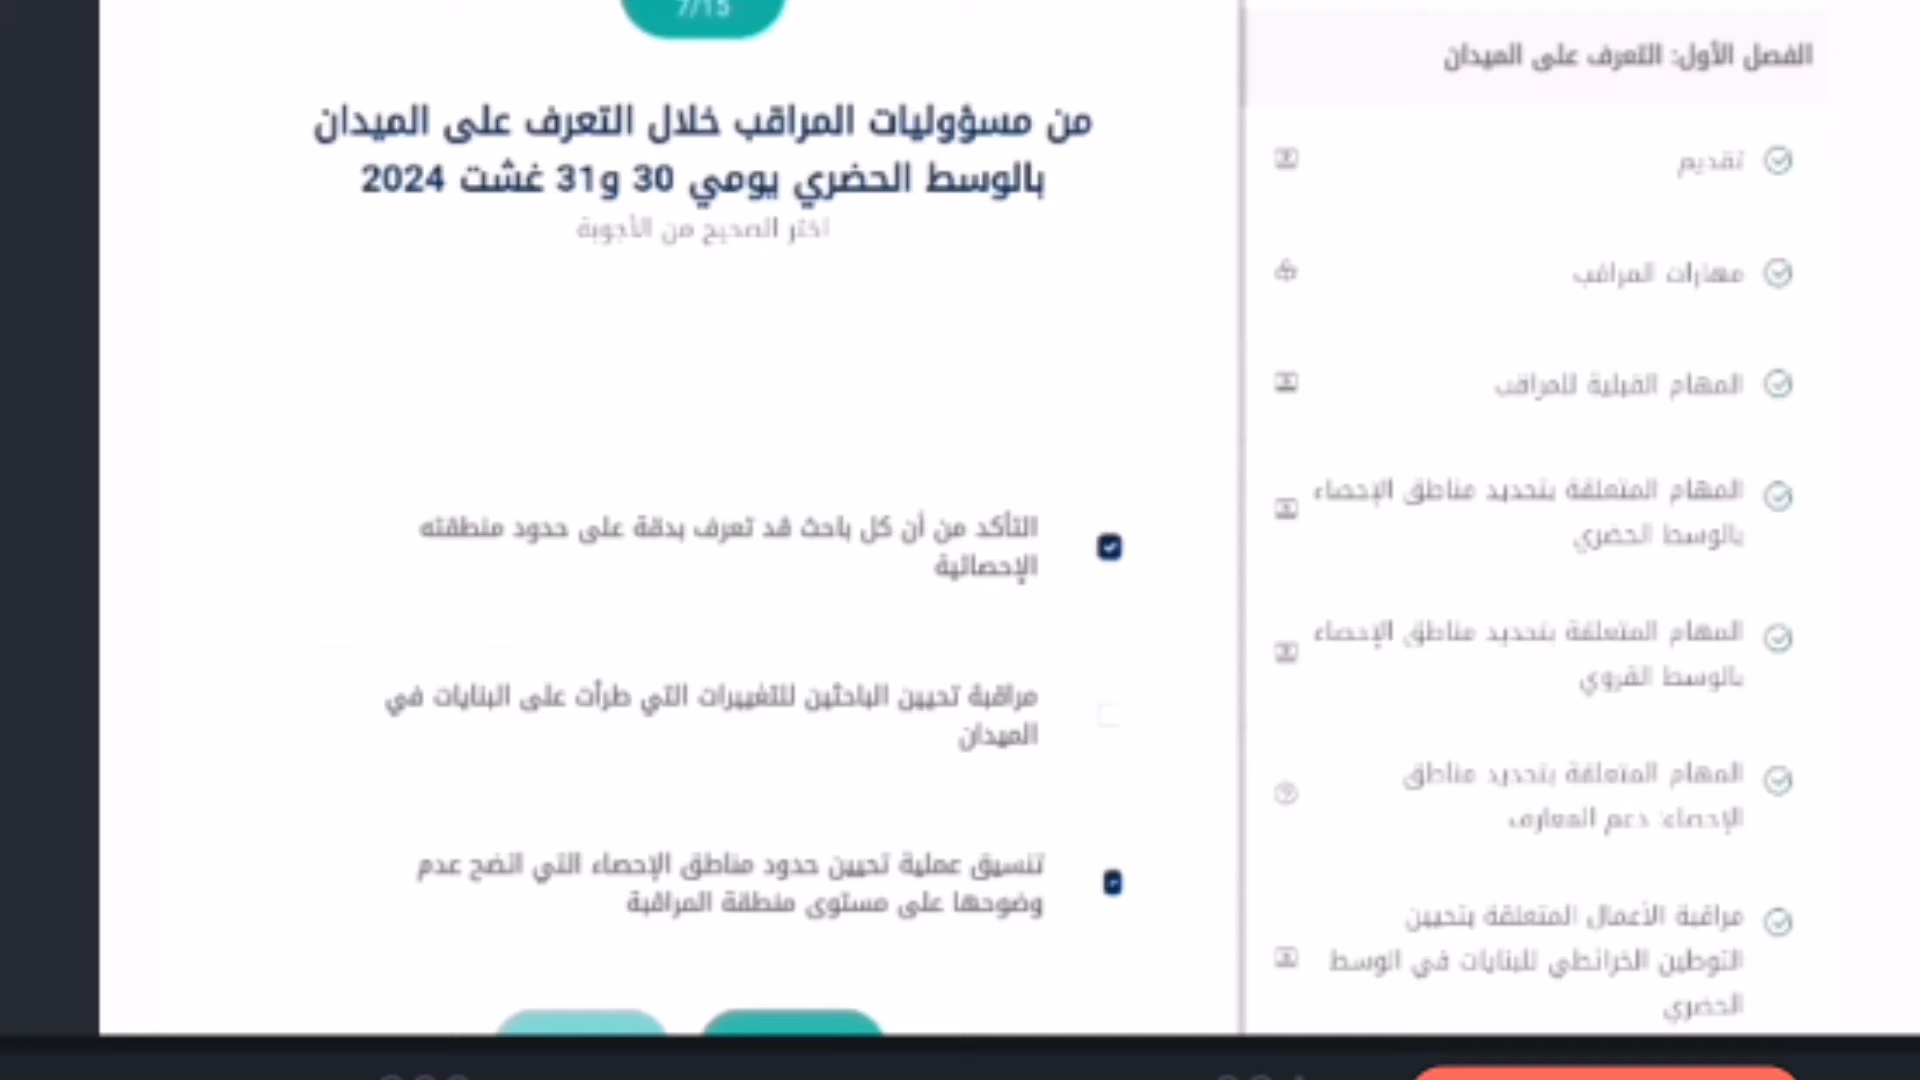 7/15
من مسؤوليات المراقب خلال التعرف على الميدان
بالوسط الحضري يومي 30 و31 غشت 2024
اختر الصحيح من الأجوبة
التأكد من أن كل باحث قد تعرف بدقة على حدود منطقته
الإحصائية
مراقبة تحيين الباحثين للتغييرات التي طرأت على البنايات في
الميدان
تنسيق عملية تحيين حدود مناطق الإحصاء التي اتضح عدم
وضوحها على مستوى منطقة المراقبة
الفصل الأول: التعرف على الميدان
تقديم
مهارات المراقب
المهام القبلية للمراقب
المهام المتعلقة بتحديد مناطق الإحصاء
بالوسط الحضري
المهام المتعلقة بتحديد مناطق الإحصاء
بالوسط القروي
المهام المتعلقة بتحديد مناطق
الإحصاء: دعم المعارف
مراقبة الأعمال المتعلقة بتحيين
التوطين الخرائطي للبنايات في الوسط
الحضري